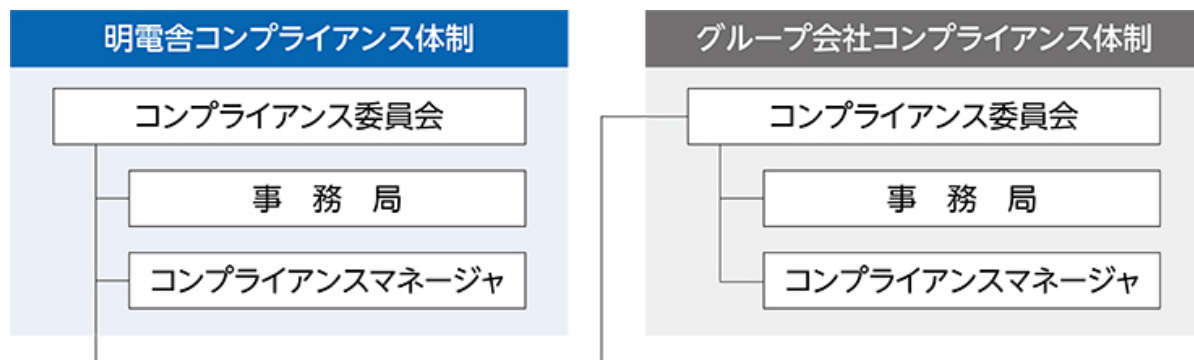 明電舎コンプライアンス体制
コンプライアンス委員会
事　務　局
コンプライアンスマネージャ
グループ会社コンプライアンス体制
コンプライアンス委員会
事　務　局
コンプライアンスマネージャ